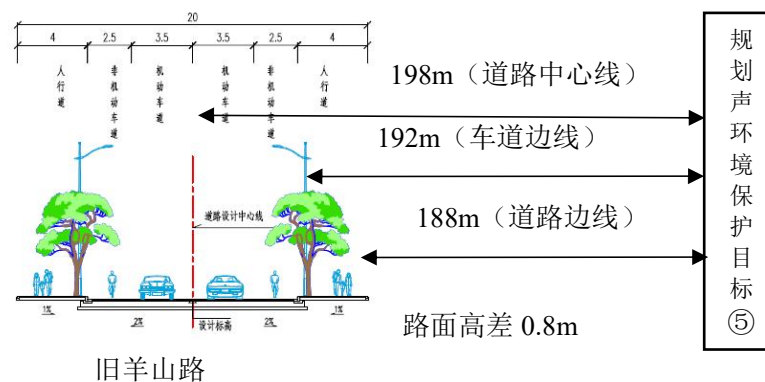 20
4 2.5 3.5 3.5 2.5 4
人行道
非机动车道
机动车道
机动车道
非机动车道
人行道
198m（道路中心线）
192m（车道边线）
道路设计中心线
188m（道路边线）
1%
2%
设计标高
2%
1%
路面高差 0.8m
旧羊山路
规划声环境保护目标⑤